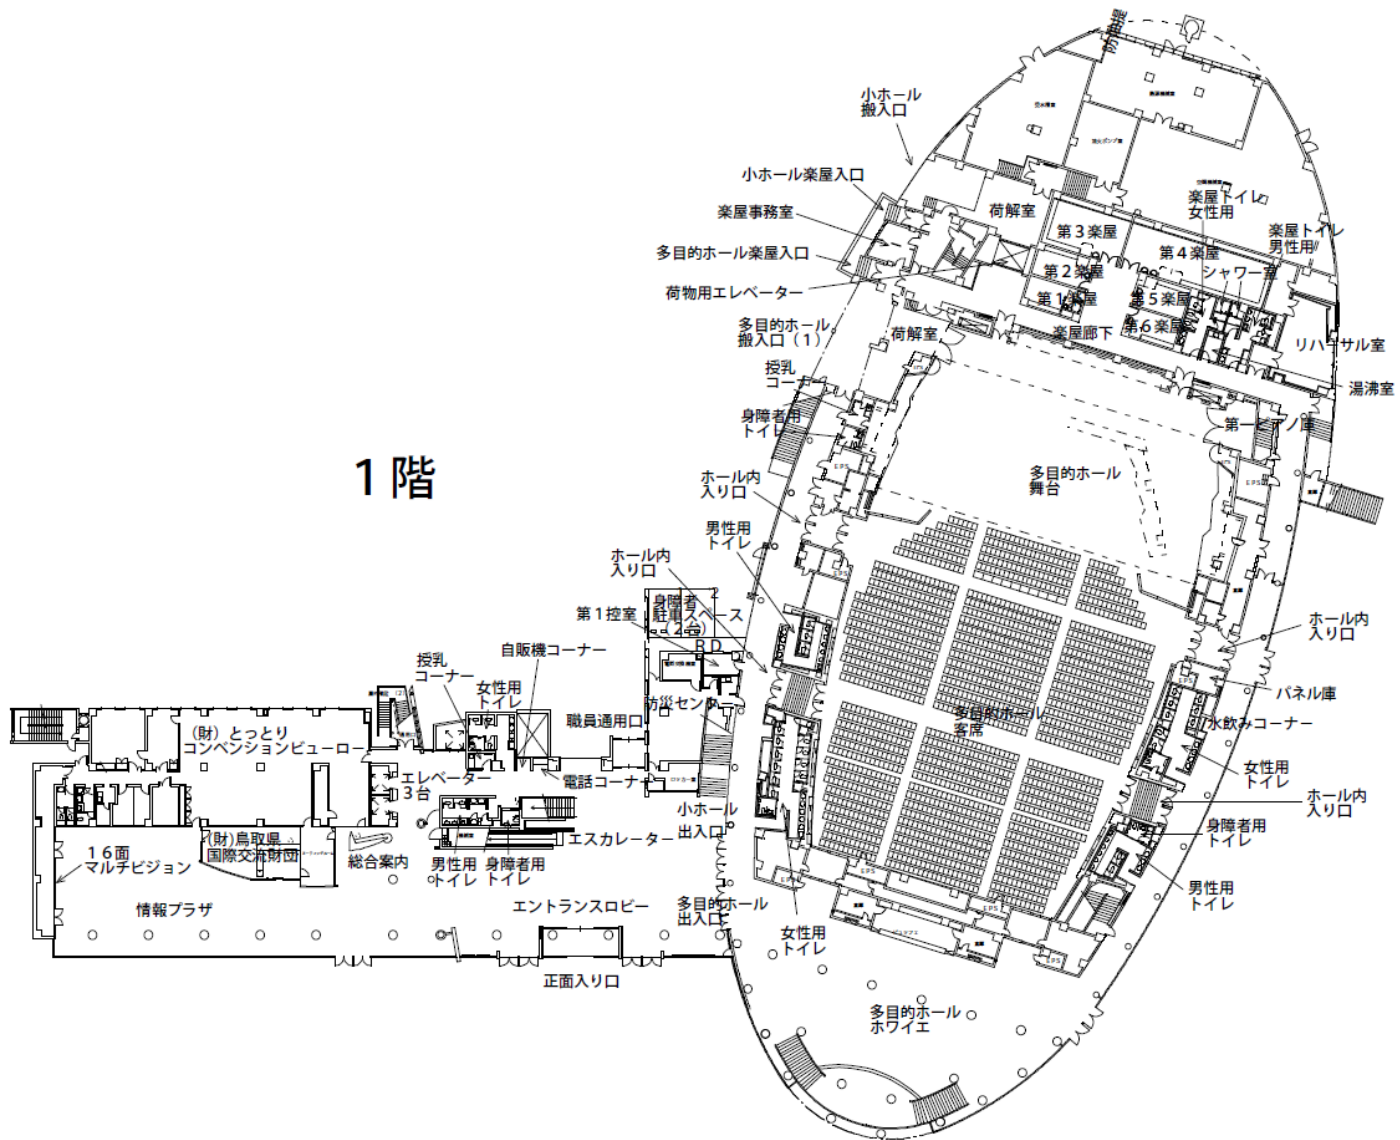 防潮堤
小ホール
搬入口
小ホール楽屋入口
楽屋事務室
多目的ホール楽屋入口
荷物用エレベーター
多目的ホール
搬入口（１）
授乳
コーナー
身障者用
トイレ
荷解室
第３楽屋
第４楽屋
楽屋トイレ
女性用
楽屋トイレ
男性用
シャワー室
第２楽屋
第１楽屋
第５楽屋
第６楽屋
楽屋廊下
荷解室
リハーサル室
湯沸室
第一ピアノ庫
ＥＰＳ
ＥＰＳ
多目的ホール
舞台
１階
ホール内
入り口
男性用
トイレ
ホール内
入り口
ＥＰＳ
１ ２
身障者
駐車スペース
（２台）
ＲＤ
第１控室
自販機コーナー
授乳
コーナー
女性用
トイレ
職員通用口
防災センター
電話コーナー
（財）とっとり
コンベンションビューロー
エレベーター
３台
小ホール
出入口
エスカレーター
男性用
トイレ
身障者用
トイレ
総合案内
（財）鳥取県
国際交流財団
１６面
マルチビジョン
情報プラザ
エントランスロビー
正面入り口
多目的ホール
出入口
女性用
トイレ
多目的ホール
客席
ホール内
入り口
ＥＰＳ
パネル庫
水飲みコーナー
女性用
トイレ
ホール内
入り口
身障者用
トイレ
男性用
トイレ
ＥＰＳ
ＥＰＳ
ＥＰＳ
ＥＰＳ
多目的ホール
ホワイエ